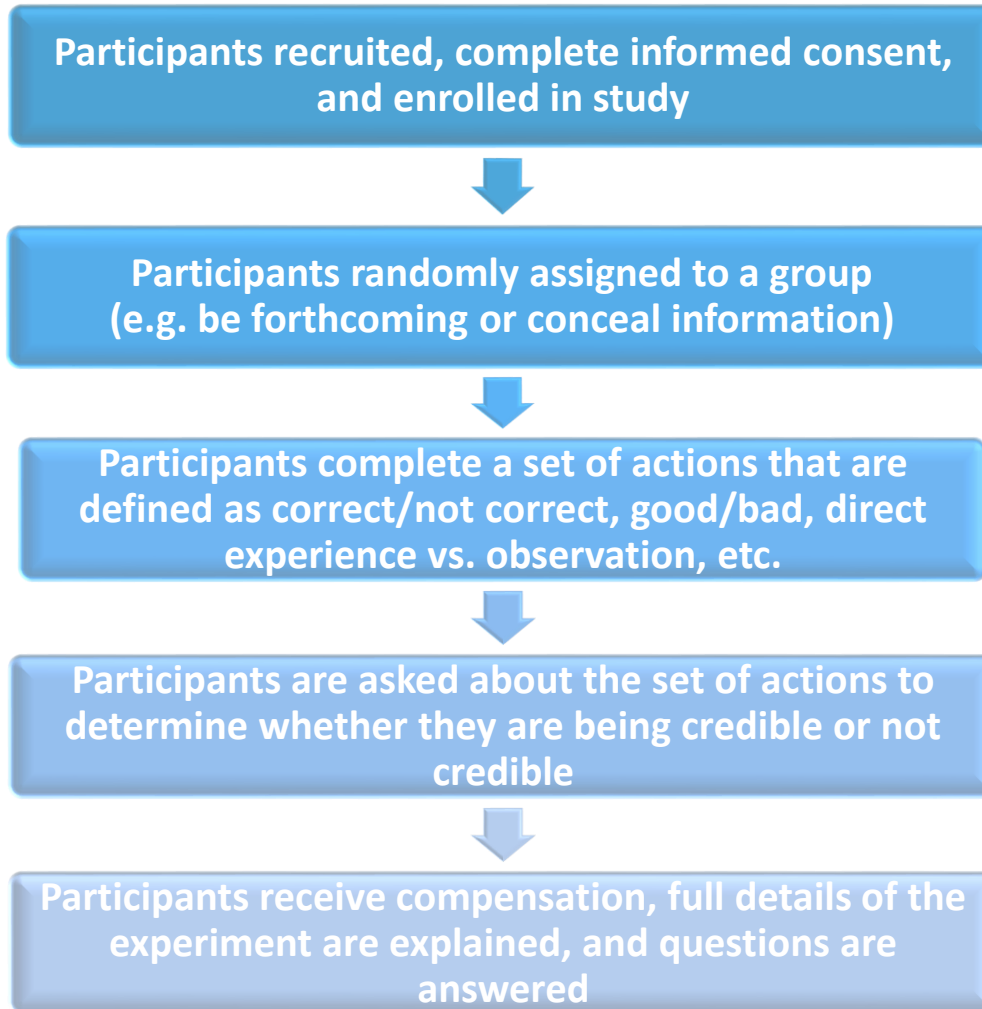 Participants recruited, complete informed consent,
and enrolled in study
Participants randomly assigned to a group
(e.g. be forthcoming or conceal information)
Participants complete a set of actions that are
defined as correct/not correct, good/bad, direct
experience vs. observation, etc.
Participants are asked about the set of actions to
determine whether they are being credible or not
credible
Participants receive compensation, full details of the
experiment are explained, and questions are
answered